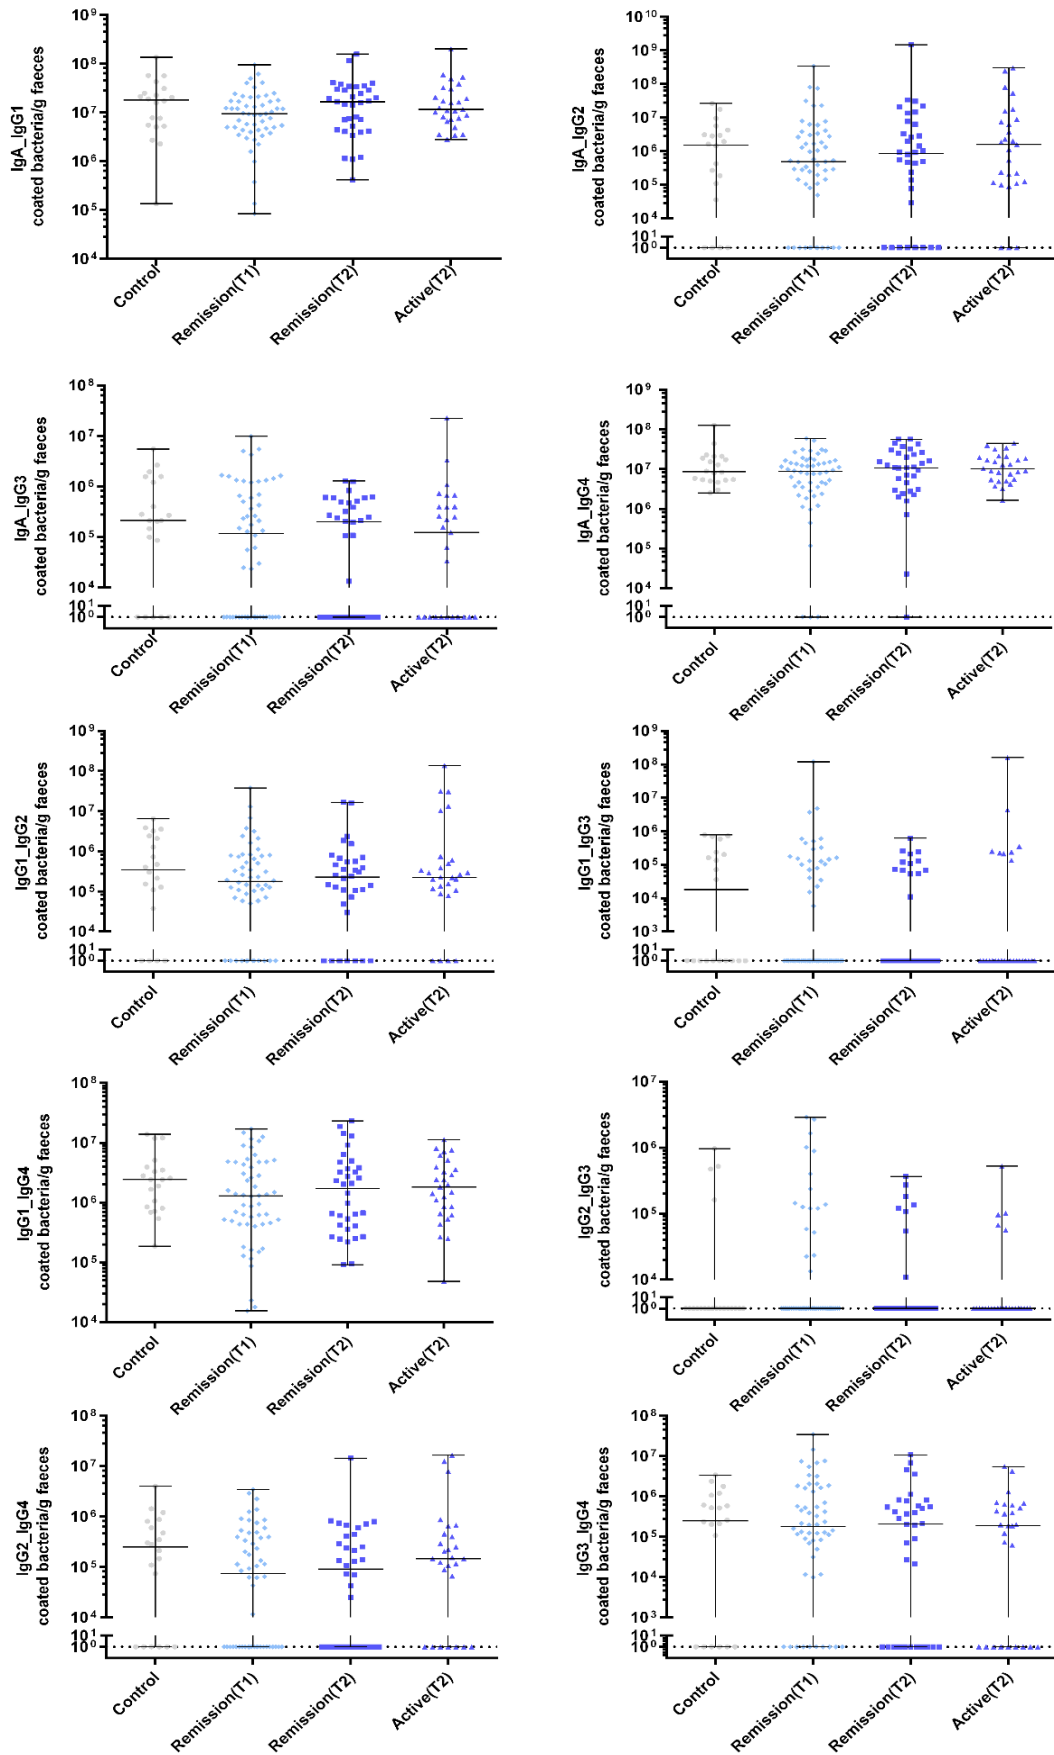 IgA_IgG1
coated bacteria/g faeces
10⁹
10⁸
10⁷
10⁶
10⁵
10⁴
Control
Remission(T1)
Remission(T2)
Active(T2)
IgA_IgG2
coated bacteria/g faeces
10¹⁰
10⁹
10⁸
10⁷
10⁶
10⁵
10⁴
10¹
10⁰
Control
Remission(T1)
Remission(T2)
Active(T2)
IgA_IgG3
coated bacteria/g faeces
10⁸
10⁷
10⁶
10⁵
10⁴
10¹
10⁰
Control
Remission(T1)
Remission(T2)
Active(T2)
IgA_IgG4
coated bacteria/g faeces
10⁹
10⁸
10⁷
10⁶
10⁵
10⁴
10¹
10⁰
Control
Remission(T1)
Remission(T2)
Active(T2)
IgG1_IgG2
coated bacteria/g faeces
10⁹
10⁸
10⁷
10⁶
10⁵
10⁴
10¹
10⁰
Control
Remission(T1)
Remission(T2)
Active(T2)
IgG1_IgG3
coated bacteria/g faeces
10⁹
10⁸
10⁷
10⁶
10⁵
10⁴
10³
10¹
10⁰
Control
Remission(T1)
Remission(T2)
Active(T2)
IgG1_IgG4
coated bacteria/g faeces
10⁸
10⁷
10⁶
10⁵
10⁴
Control
Remission(T1)
Remission(T2)
Active(T2)
IgG2_IgG3
coated bacteria/g faeces
10⁷
10⁶
10⁵
10⁴
10¹
10⁰
Control
Remission(T1)
Remission(T2)
Active(T2)
IgG2_IgG4
coated bacteria/g faeces
10⁸
10⁷
10⁶
10⁵
10⁴
10¹
10⁰
Control
Remission(T1)
Remission(T2)
Active(T2)
IgG3_IgG4
coated bacteria/g faeces
10⁸
10⁷
10⁶
10⁵
10⁴
10³
10¹
10⁰
Control
Remission(T1)
Remission(T2)
Active(T2)